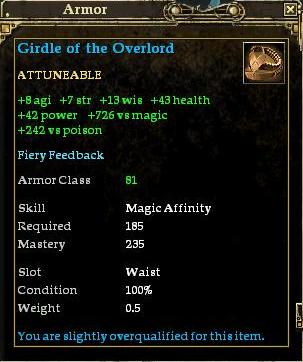 Armor
Girdle of the Overlord
ATTUNEABLE
+8 agi +7 str +13 wis +43 health
+42 power +726 vs magic
+242 vs poison
Fiery Feedback
Armor Class 81
Skill Magic Affinity
Required 185
Mastery 235
Slot Waist
Condition 100%
Weight 0.5
You are slightly overqualified for this item.